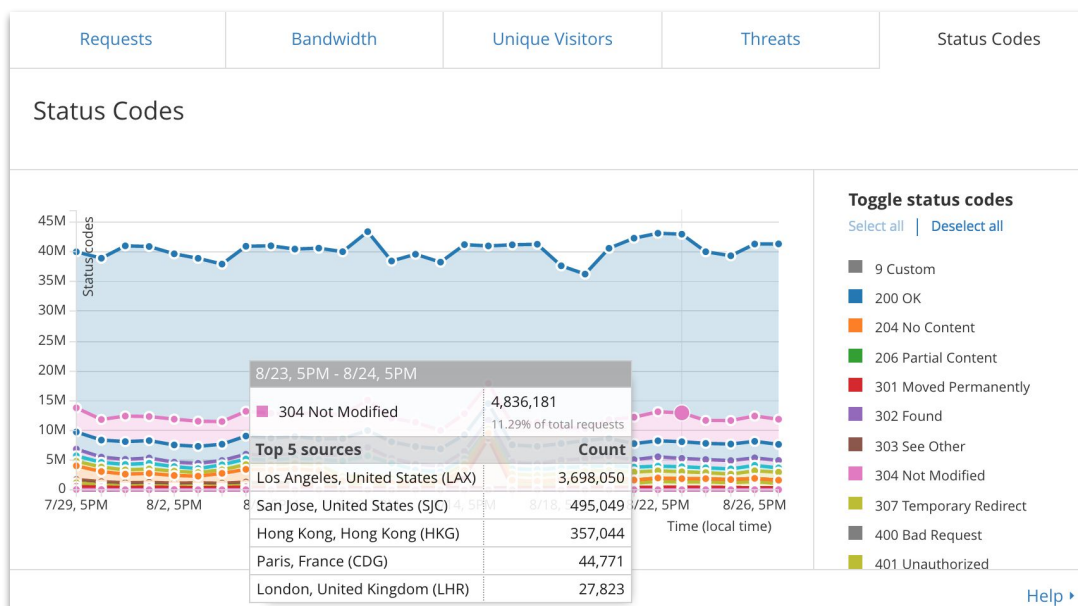 Requests
Bandwidth
Unique Visitors
Threats
Status Codes
Status Codes
45M
40M
35M
30M
25M
20M
15M
10M
5M
0
Status codes
7/29, 5PM
8/2, 5PM
8/22, 5PM
8/26, 5PM
Time (local time)
8/23, 5PM - 8/24, 5PM
304 Not Modified
4,836,181
11.29% of total requests
Top 5 sources Count
Los Angeles, United States (LAX) 3,698,050
San Jose, United States (SJC) 495,049
Hong Kong, Hong Kong (HKG) 357,044
Paris, France (CDG) 44,771
London, United Kingdom (LHR) 27,823
Toggle status codes
Select all | Deselect all
9 Custom
200 OK
204 No Content
206 Partial Content
301 Moved Permanently
302 Found
303 See Other
304 Not Modified
307 Temporary Redirect
400 Bad Request
401 Unauthorized
Help